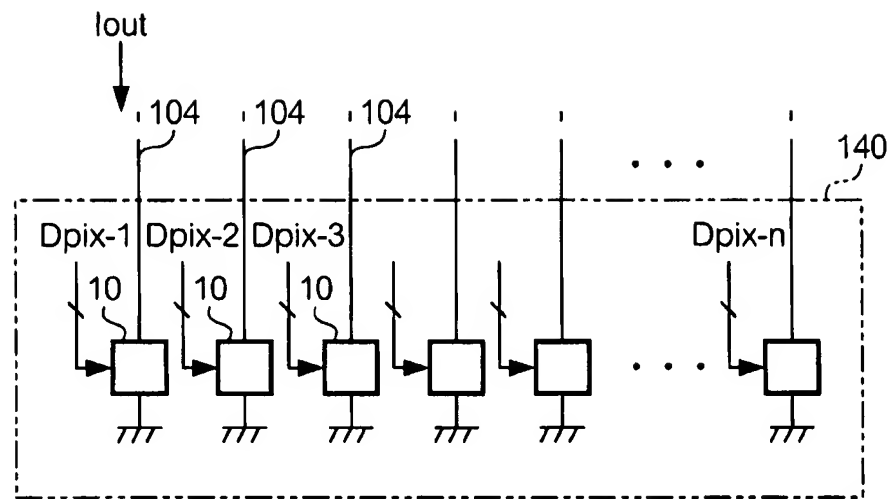 Iout
104 104 104
. . .
140
Dpix-1 Dpix-2 Dpix-3 Dpix-n
10 10 10
. . .